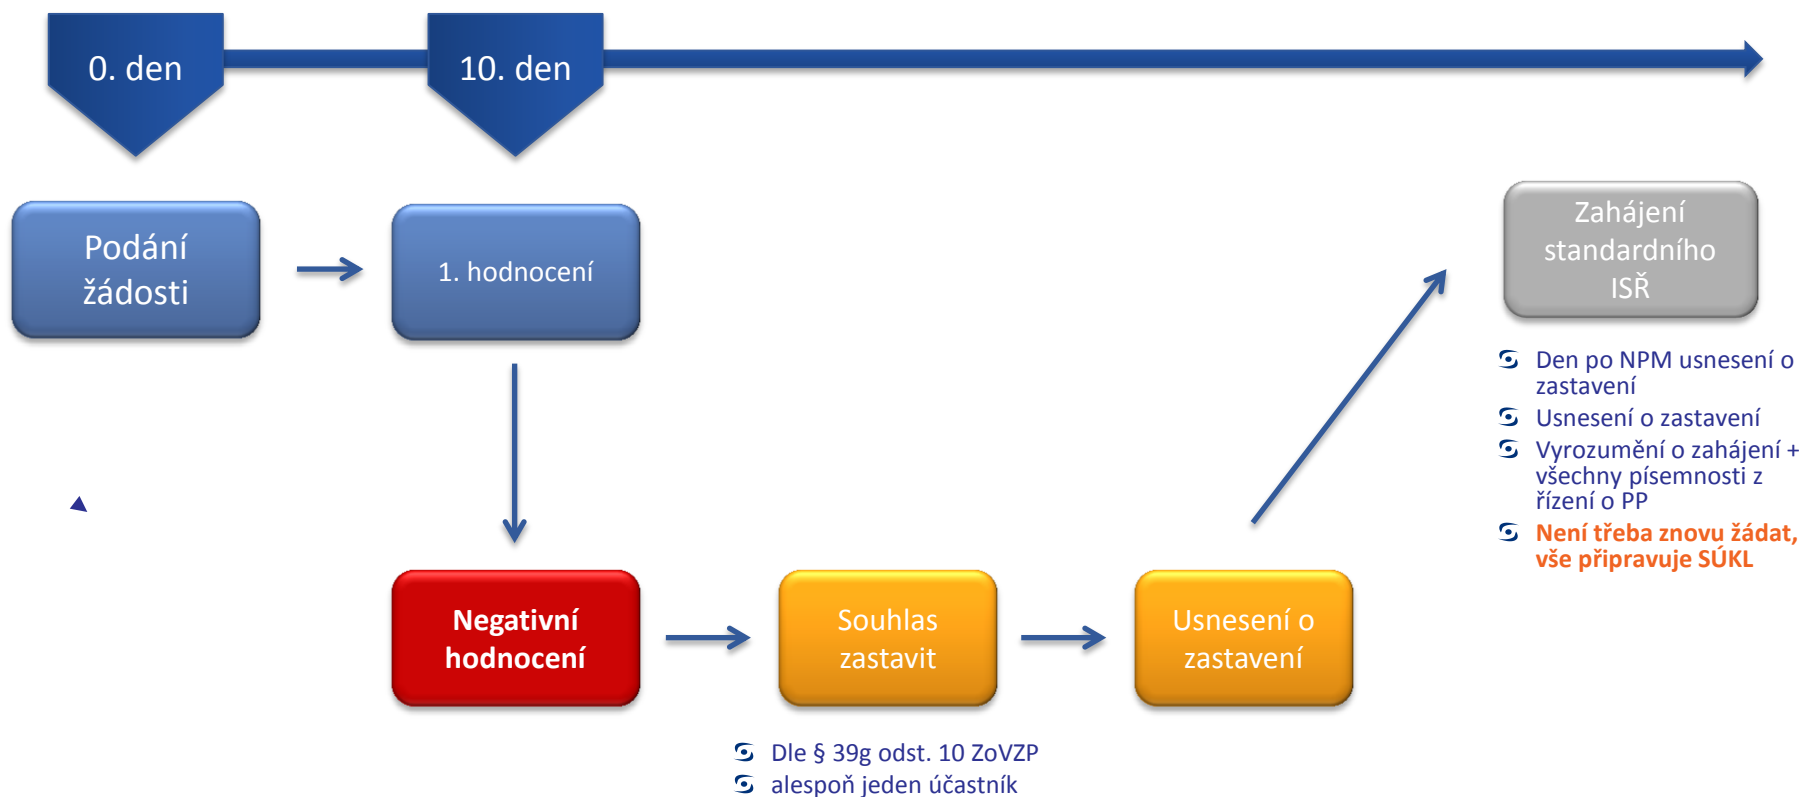 0. den
10. den
Podání
žádosti
1. hodnocení
Zahájení
standardního
ISŘ
Den po NPM usnesení o
zastavení
Usnesení o zastavení
Vyrozumění o zahájení +
všechny písemnosti z
řízení o PP
Není třeba znovu žádat,
vše připravuje SÚKL
Negativní
hodnocení
Souhlas
zastavit
Usnesení o
zastavení
Dle § 39g odst. 10 ZoVZP
alespoň jeden účastník